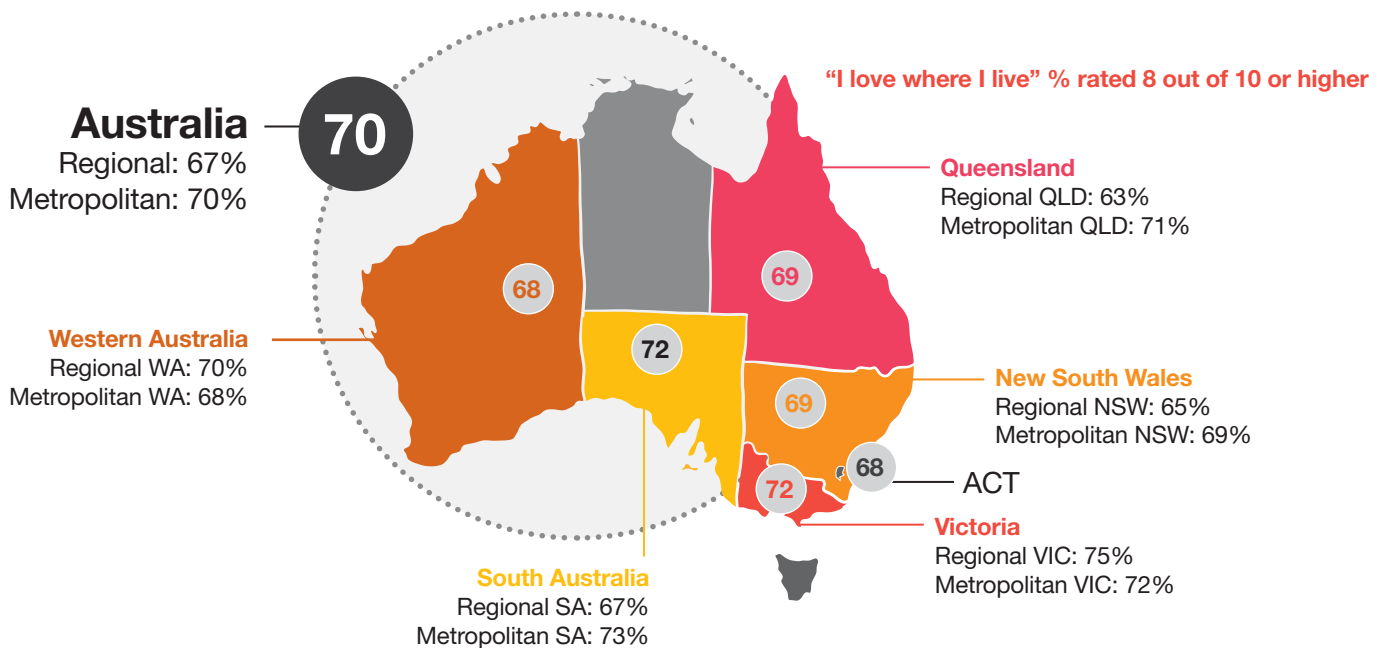 “I love where I live” % rated 8 out of 10 or higher
Australia
70
Regional: 67%
Metropolitan: 70%
Queensland
Regional QLD: 63%
Metropolitan QLD: 71%
69
68
Western Australia
Regional WA: 70%
Metropolitan WA: 68%
72
New South Wales
Regional NSW: 65%
Metropolitan NSW: 69%
69
68
ACT
72
Victoria
Regional VIC: 75%
Metropolitan VIC: 72%
South Australia
Regional SA: 67%
Metropolitan SA: 73%